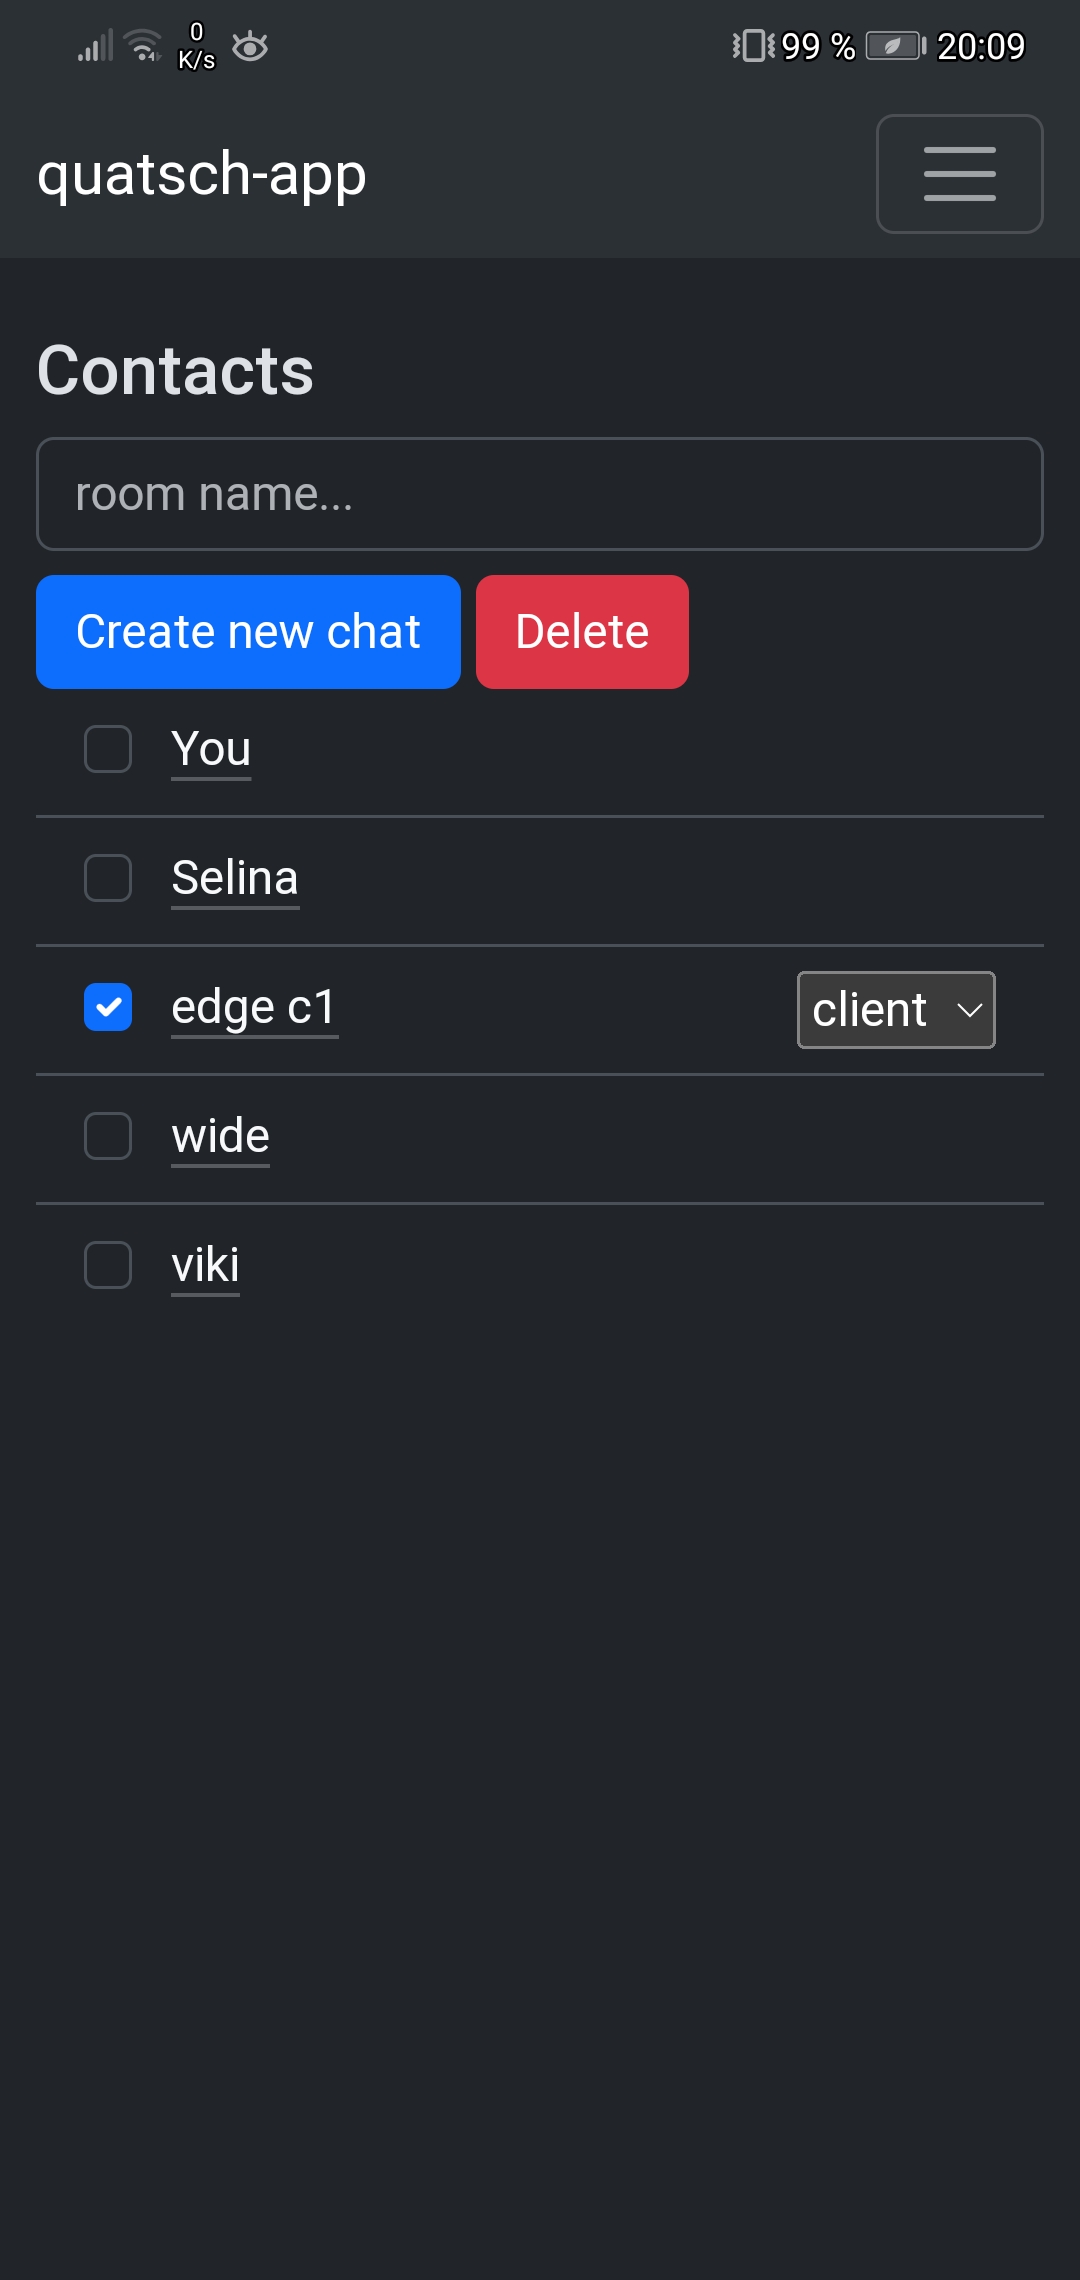 0
K/s
99 %
20:09
quatsch-app
Contacts
room name...
Create new chat
Delete
You
Selina
edge c1
client
wide
viki